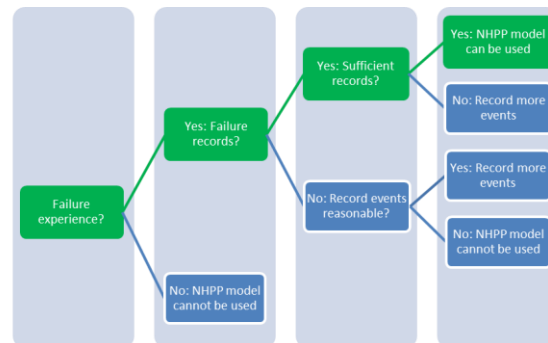 Failure
experience?
Yes: Failure
records?
No: NHPP model
cannot be used
Yes: Sufficient
records?
No: Record events
reasonable?
Yes: NHPP model
can be used
No: Record more
events
Yes: Record more
events
No: NHPP model
cannot be used